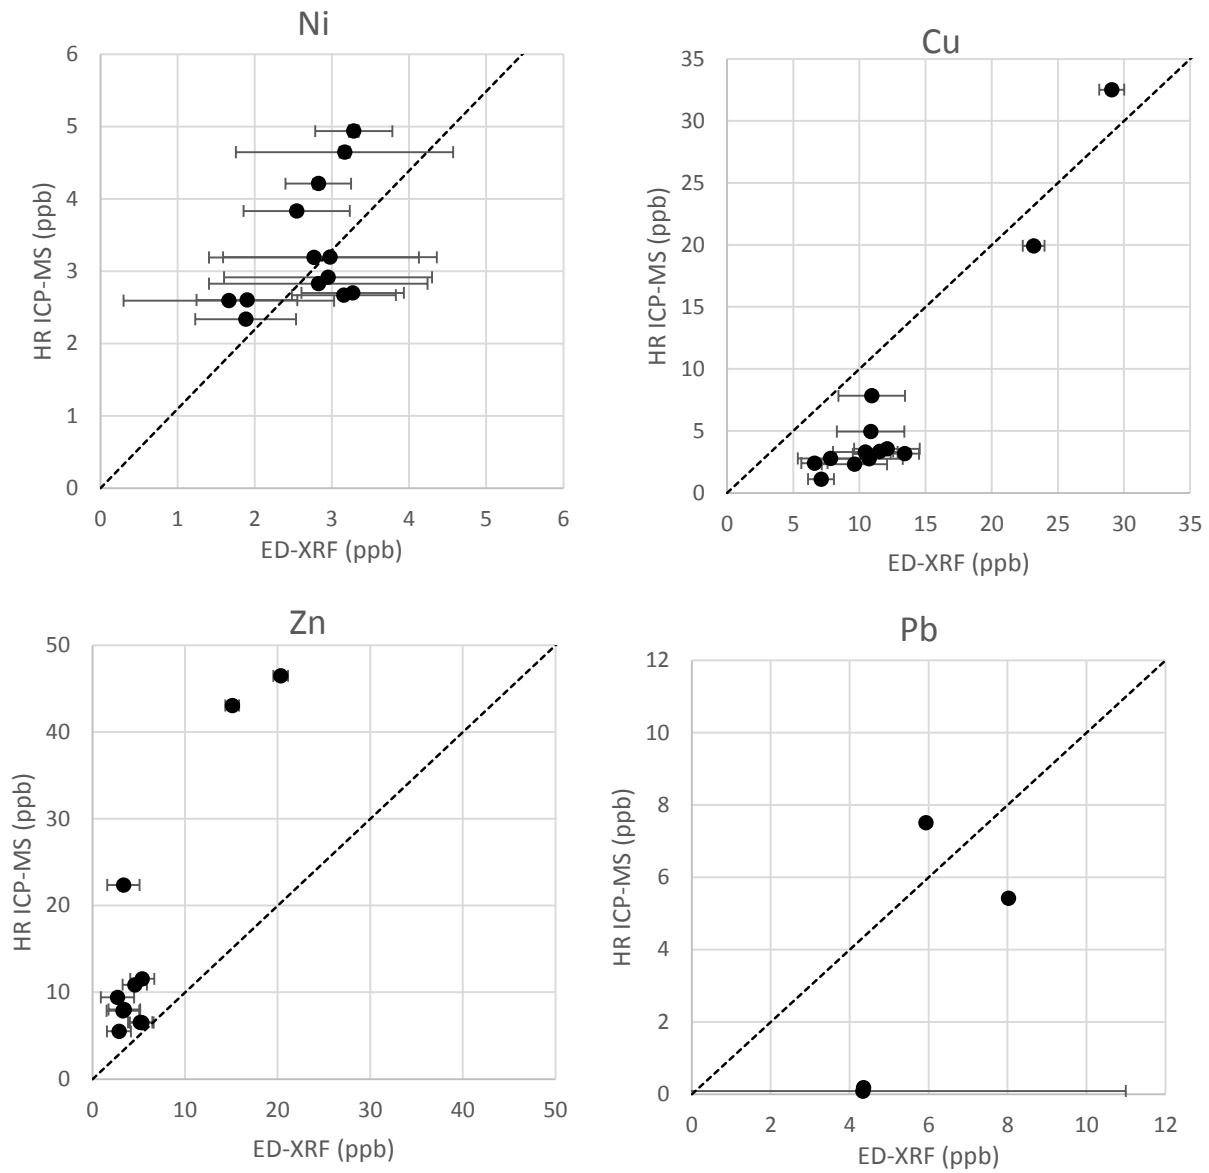 Ni
6
5
4
3
2
1
0
HR ICP-MS (ppb)
0 1 2 3 4 5 6
ED-XRF (ppb)
Cu
35
30
25
20
15
10
5
0
HR ICP-MS (ppb)
0 5 10 15 20 25 30 35
ED-XRF (ppb)
Zn
50
40
30
20
10
0
HR ICP-MS (ppb)
0 10 20 30 40 50
ED-XRF (ppb)
Pb
12
10
8
6
4
2
0
HR ICP-MS (ppb)
0 2 4 6 8 10 12
ED-XRF (ppb)